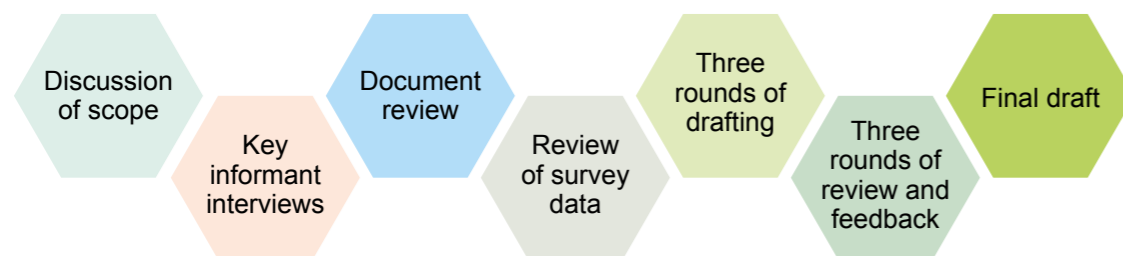 Discussion
of scope
Key
informant
interviews
Document
review
Review
of survey
data
Three
rounds of
drafting
Three
rounds of
review and
feedback
Final draft